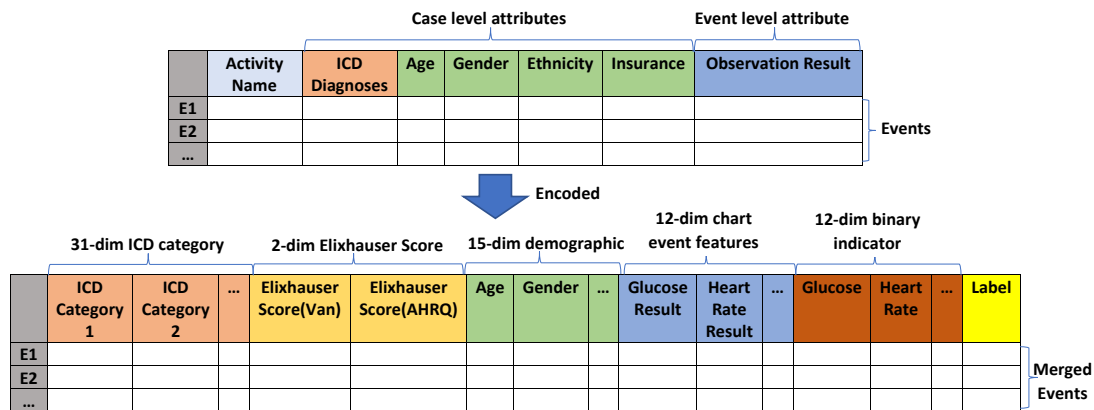 Case level attributes
Event level attribute
Activity Name
ICD Diagnoses
Age
Gender
Ethnicity
Insurance
Observation Result
E1
E2
...
Events
Encoded
31-dim ICD category
2-dim Elixhauser Score
15-dim demographic
12-dim chart
event features
12-dim binary
indicator
ICD Category 1
ICD Category 2
...
Elixhauser Score(Van)
Elixhauser Score(AHRQ)
Age
Gender
...
Glucose Result
Heart Rate Result
...
Glucose
Heart Rate
...
Label
E1
E2
...
Merged
Events